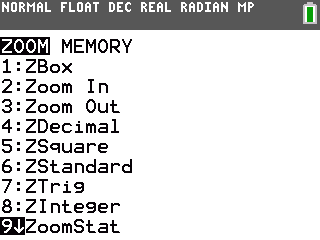 NORMAL FLOAT DEC REAL RADIAN MP
ZOOM MEMORY
1:ZBox
2:Zoom In
3:Zoom Out
4:ZDecimal
5:ZSquare
6:ZStandard
7:ZTrig
8:ZInteger
9↓ZoomStat